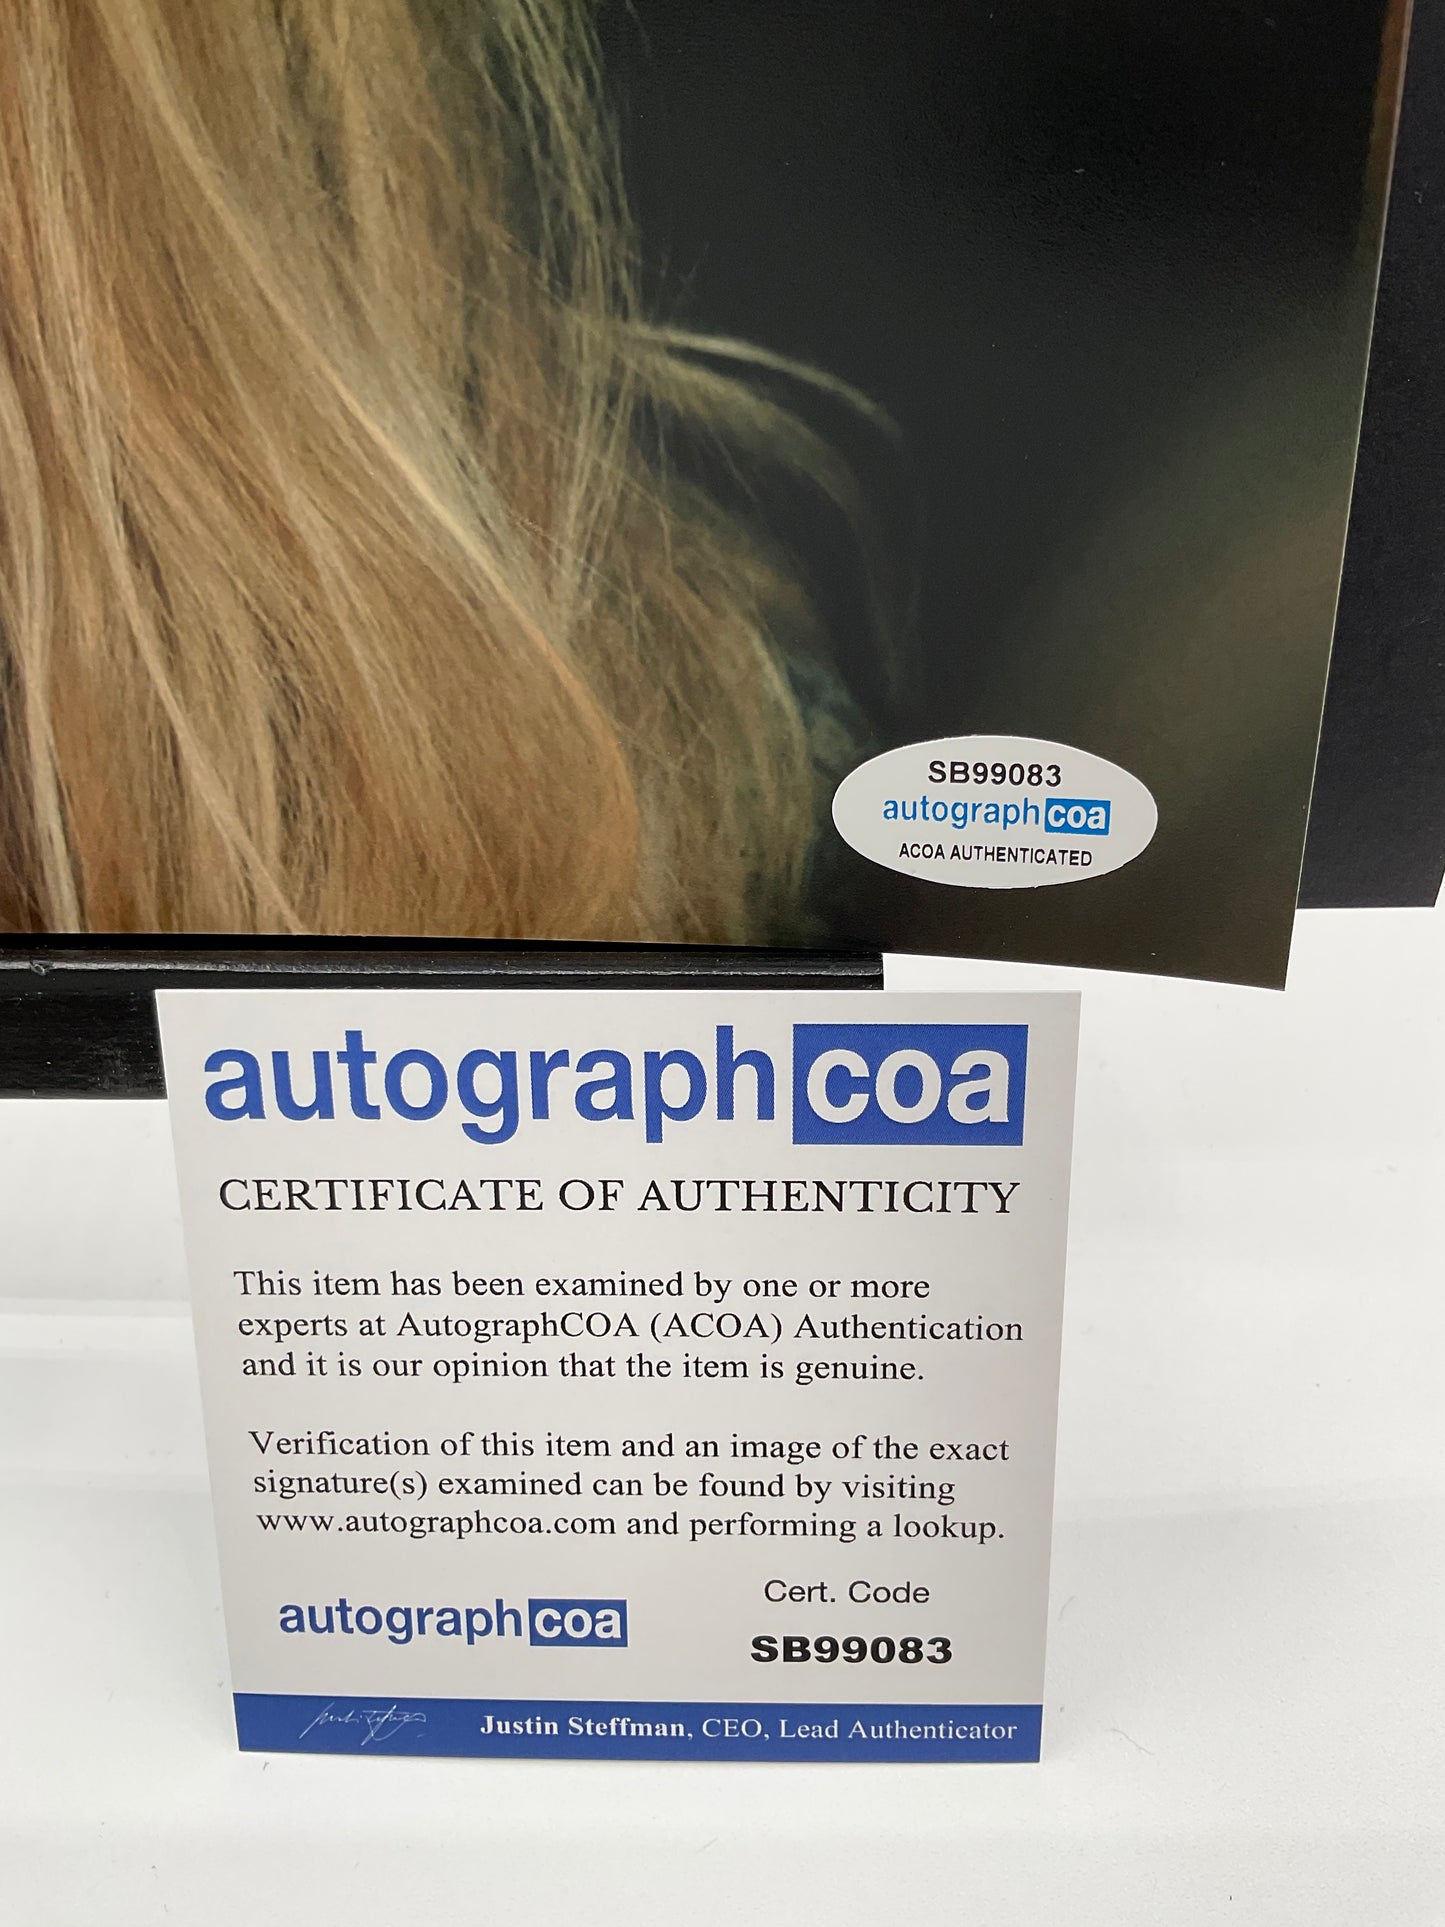 SB99083
autographcoa
ACOA AUTHENTICATED
autographcoa
CERTIFICATE OF AUTHENTICITY
This item has been examined by one or more
experts at AutographCOA (ACOA) Authentication
and it is our opinion that the item is genuine.
Verification of this item and an image of the exact
signature(s) examined can be found by visiting
www.autographcoa.com and performing a lookup.
autographcoa
Cert. Code
SB99083
Justin Steffman, CEO, Lead Authenticator